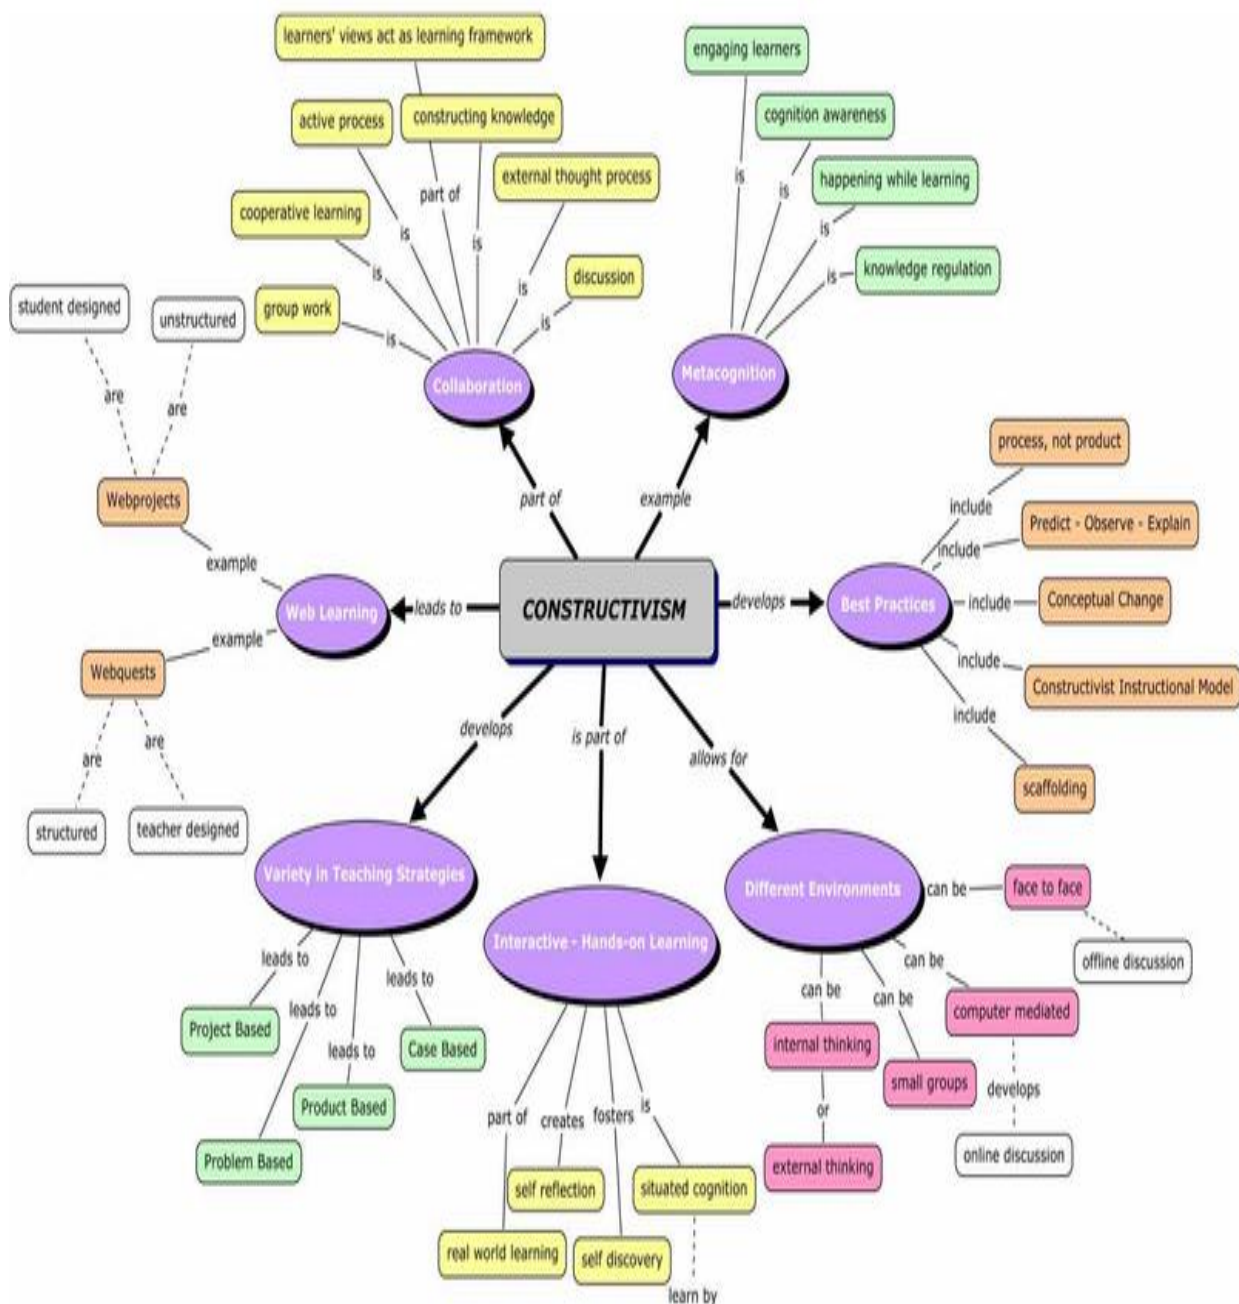 learners' views act as learning framework
engaging learners
active process
constructing knowledge
cognition awareness
is
part of
external thought process
is
happening while learning
cooperative learning
is
is
is
is
knowledge regulation
is
is
is
discussion
student designed
unstructured
group work
is
is
Collaboration
Metacognition
are
are
process, not product
Webprojects
part of
example
include
Predict - Observe - Explain
include
example
Web Learning
leads to
CONSTRUCTIVISM
develops
Best Practices
include
Conceptual Change
example
Webquests
include
Constructivist Instructional Model
include
are
are
develops
is part of
allows for
scaffolding
structured
teacher designed
Variety in Teaching Strategies
Interactive - Hands-on Learning
Different Environments
can be
face to face
offline discussion
leads to
leads to
leads to
leads to
Project Based
Case Based
Product Based
Problem Based
can be
can be
can be
computer mediated
internal thinking
small groups
or
develops
external thinking
online discussion
part of
creates
fosters
is
self reflection
situated cognition
real world learning
self discovery
learn by